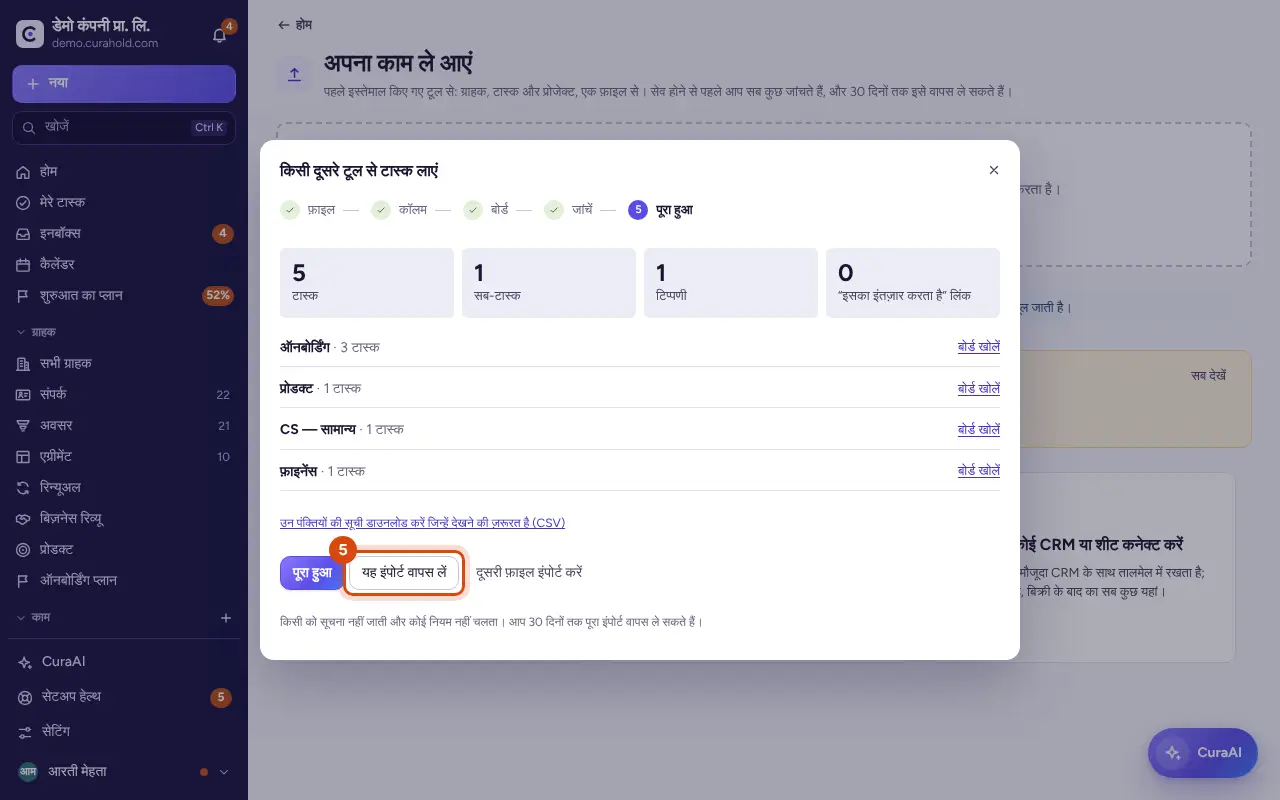 डेमो कंपनी प्रा. लि.
demo.curahold.com
4
नया
खोजें
Ctrl K
होम
मेरे टास्क
इनबॉक्स
4
कैलेंडर
शुरुआत का प्लान
52%
ग्राहक
सभी ग्राहक
संपर्क
22
अवसर
21
एग्रीमेंट
10
रिन्यूअल
बिज़नेस रिव्यू
प्रोडक्ट
ऑनबोर्डिंग प्लान
काम
CuraAI
सेटअप हेल्थ
5
सेटिंग
आम
आरती मेहता
होम
अपना काम ले आएं
पहले इस्तेमाल किए गए टूल से: ग्राहक, टास्क और प्रोजेक्ट, एक फ़ाइल से। सेव होने से पहले आप सब कुछ जांचते हैं, और 30 दिनों तक इसे वापस ले सकते हैं।
करता है।
जाती है।
सब देखें
कोई CRM या शीट कनेक्ट करें
मौजूदा CRM के साथ तालमेल में रखता है;
बिक्री के बाद का सब कुछ यहां।
किसी दूसरे टूल से टास्क लाएं
फ़ाइल
कॉलम
बोर्ड
जांचें
5
पूरा हुआ
5
टास्क
1
सब-टास्क
1
टिप्पणी
0
"इसका इंतज़ार करता है" लिंक
ऑनबोर्डिंग · 3 टास्क
बोर्ड खोलें
प्रोडक्ट · 1 टास्क
बोर्ड खोलें
CS — सामान्य · 1 टास्क
बोर्ड खोलें
फ़ाइनेंस · 1 टास्क
बोर्ड खोलें
उन पंक्तियों की सूची डाउनलोड करें जिन्हें देखने की ज़रूरत है (CSV)
5
पूरा हुआ
यह इंपोर्ट वापस लें
दूसरी फ़ाइल इंपोर्ट करें
किसी को सूचना नहीं जाती और कोई नियम नहीं चलता। आप 30 दिनों तक पूरा इंपोर्ट वापस ले सकते हैं।
CuraAI